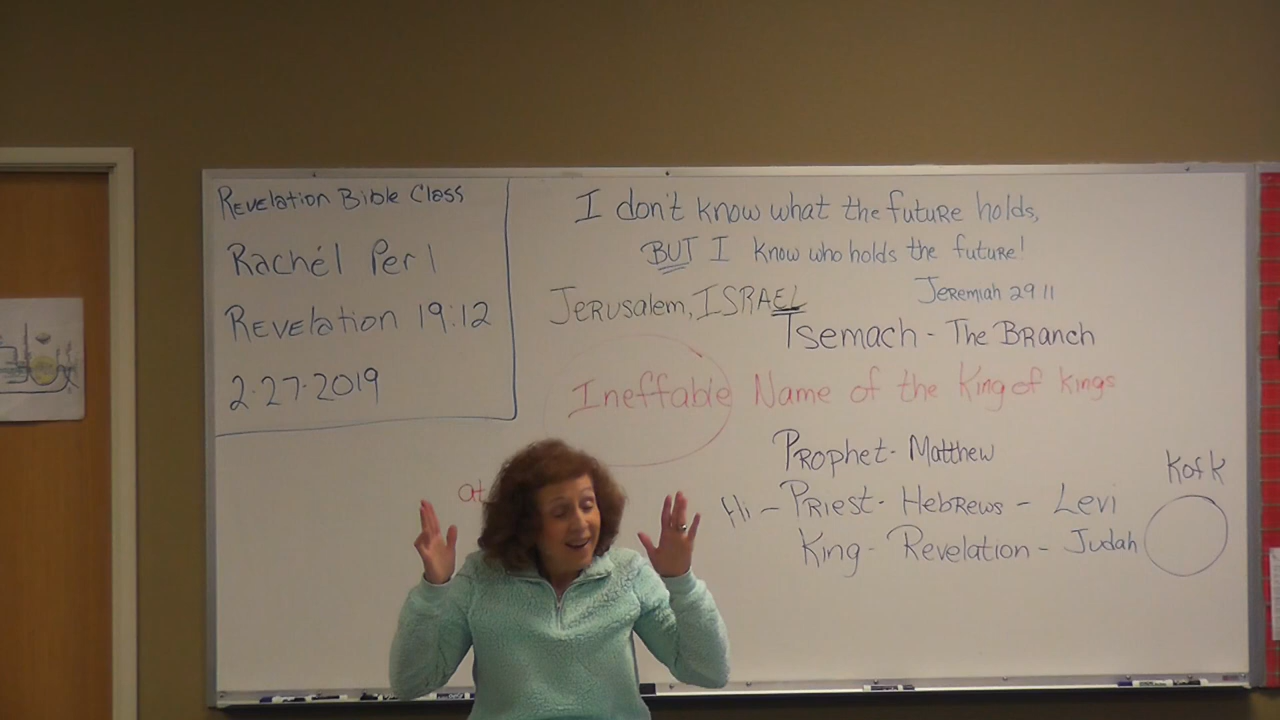 Revelation Bible Class
Rachél Perl
Revelation 19:12
2.27.2019
I don't know what the future holds,
BUT I know who holds the future!
Jeremiah 29 11
Jerusalem, ISRAEL
Tsemach - The Branch
Ineffable Name of the King of kings
Prophet - Matthew
Hi - Priest - Hebrews - Levi
King - Revelation - Judah
K of K